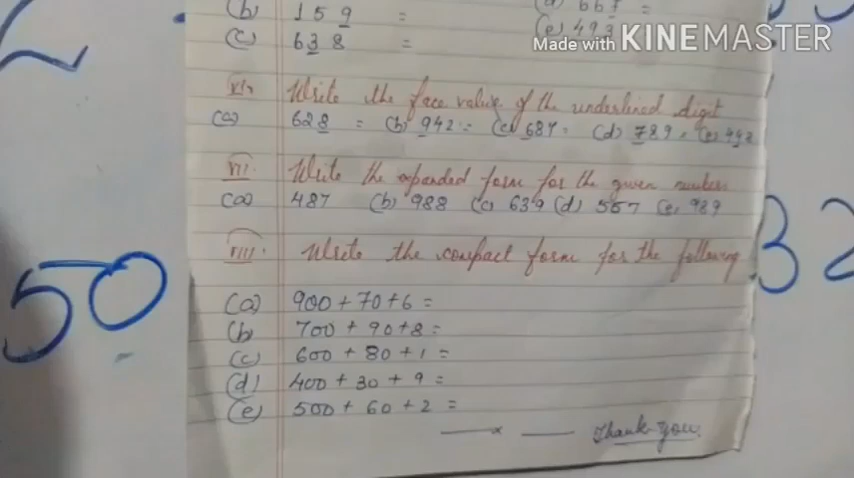 (b) 159 = (d) 66
(c) 638 = (e) 493
Made with KINEMASTER
VI. Write the face value of the underlined digit
(a) 628 = (b) 942 = (c) 687 = (d) 789 = (e) 493
VII. Write the expanded form for the given numbers
(a) 487 (b) 988 (c) 639 (d) 557 (e) 989
VIII. Write the compact form for the following
(a) 900 + 70 + 6 =
(b) 700 + 90 + 8 =
(c) 600 + 80 + 1 =
(d) 400 + 30 + 9 =
(e) 500 + 60 + 2 =
Thank you.
50
32